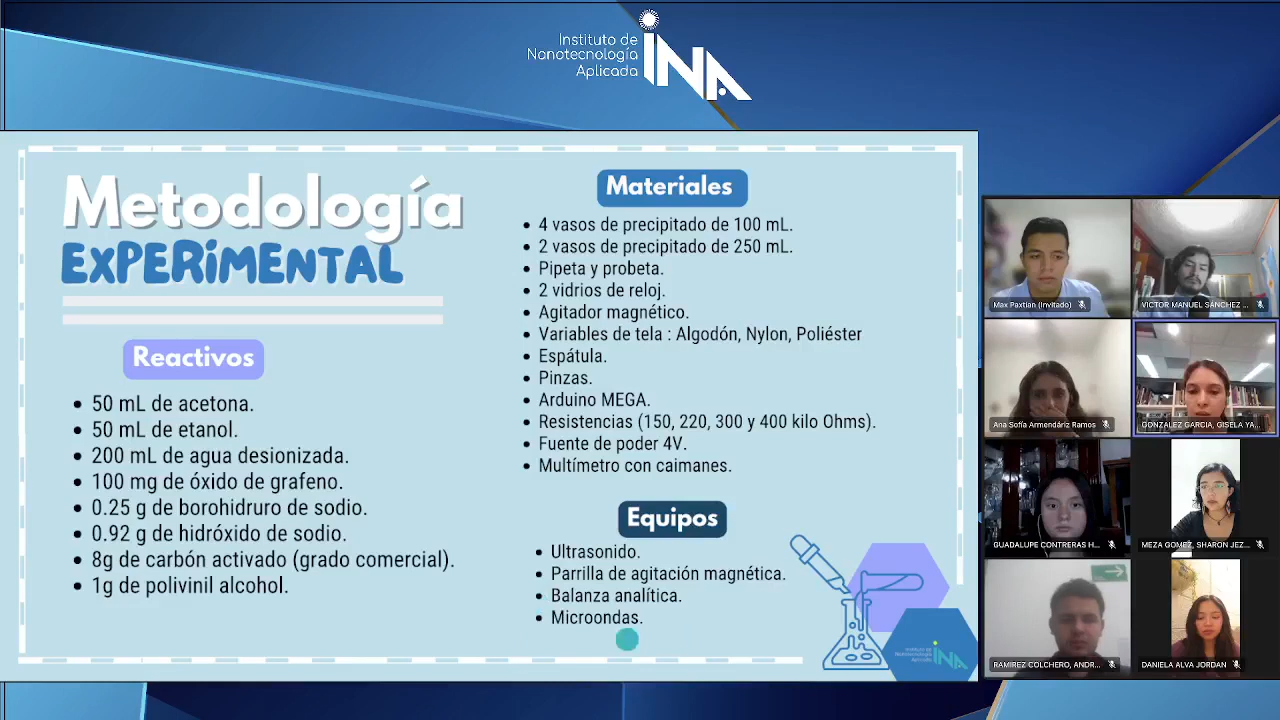 Instituto de
Nanotecnología
Aplicada
iNA
Metodología
EXPERiMENTAL
Reactivos
• 50 mL de acetona.
• 50 mL de etanol.
• 200 mL de agua desionizada.
• 100 mg de óxido de grafeno.
• 0.25 g de borohidruro de sodio.
• 0.92 g de hidróxido de sodio.
• 8g de carbón activado (grado comercial).
• 1g de polivinil alcohol.
Materiales
• 4 vasos de precipitado de 100 mL.
• 2 vasos de precipitado de 250 mL.
• Pipeta y probeta.
• 2 vidrios de reloj.
• Agitador magnético.
• Variables de tela : Algodón, Nylon, Poliéster
• Espátula.
• Pinzas.
• Arduino MEGA.
• Resistencias (150, 220, 300 y 400 kilo Ohms).
• Fuente de poder 4V.
• Multímetro con caimanes.
Equipos
• Ultrasonido.
• Parrilla de agitación magnética.
• Balanza analítica.
• Microondas.
Instituto de
Nanotecnología
Aplicada
iNA
Max Paxtian (Invitado)
VICTOR MANUEL SÁNCHEZ ...
Ana Sofía Armendáriz Ramos
GONZALEZ GARCIA, GISELA YA...
GUADALUPE CONTRERAS H...
MEZA GOMEZ, SHARON JEZ...
RAMIREZ COLCHERO, ANDR...
DANIELA ALVA JORDAN